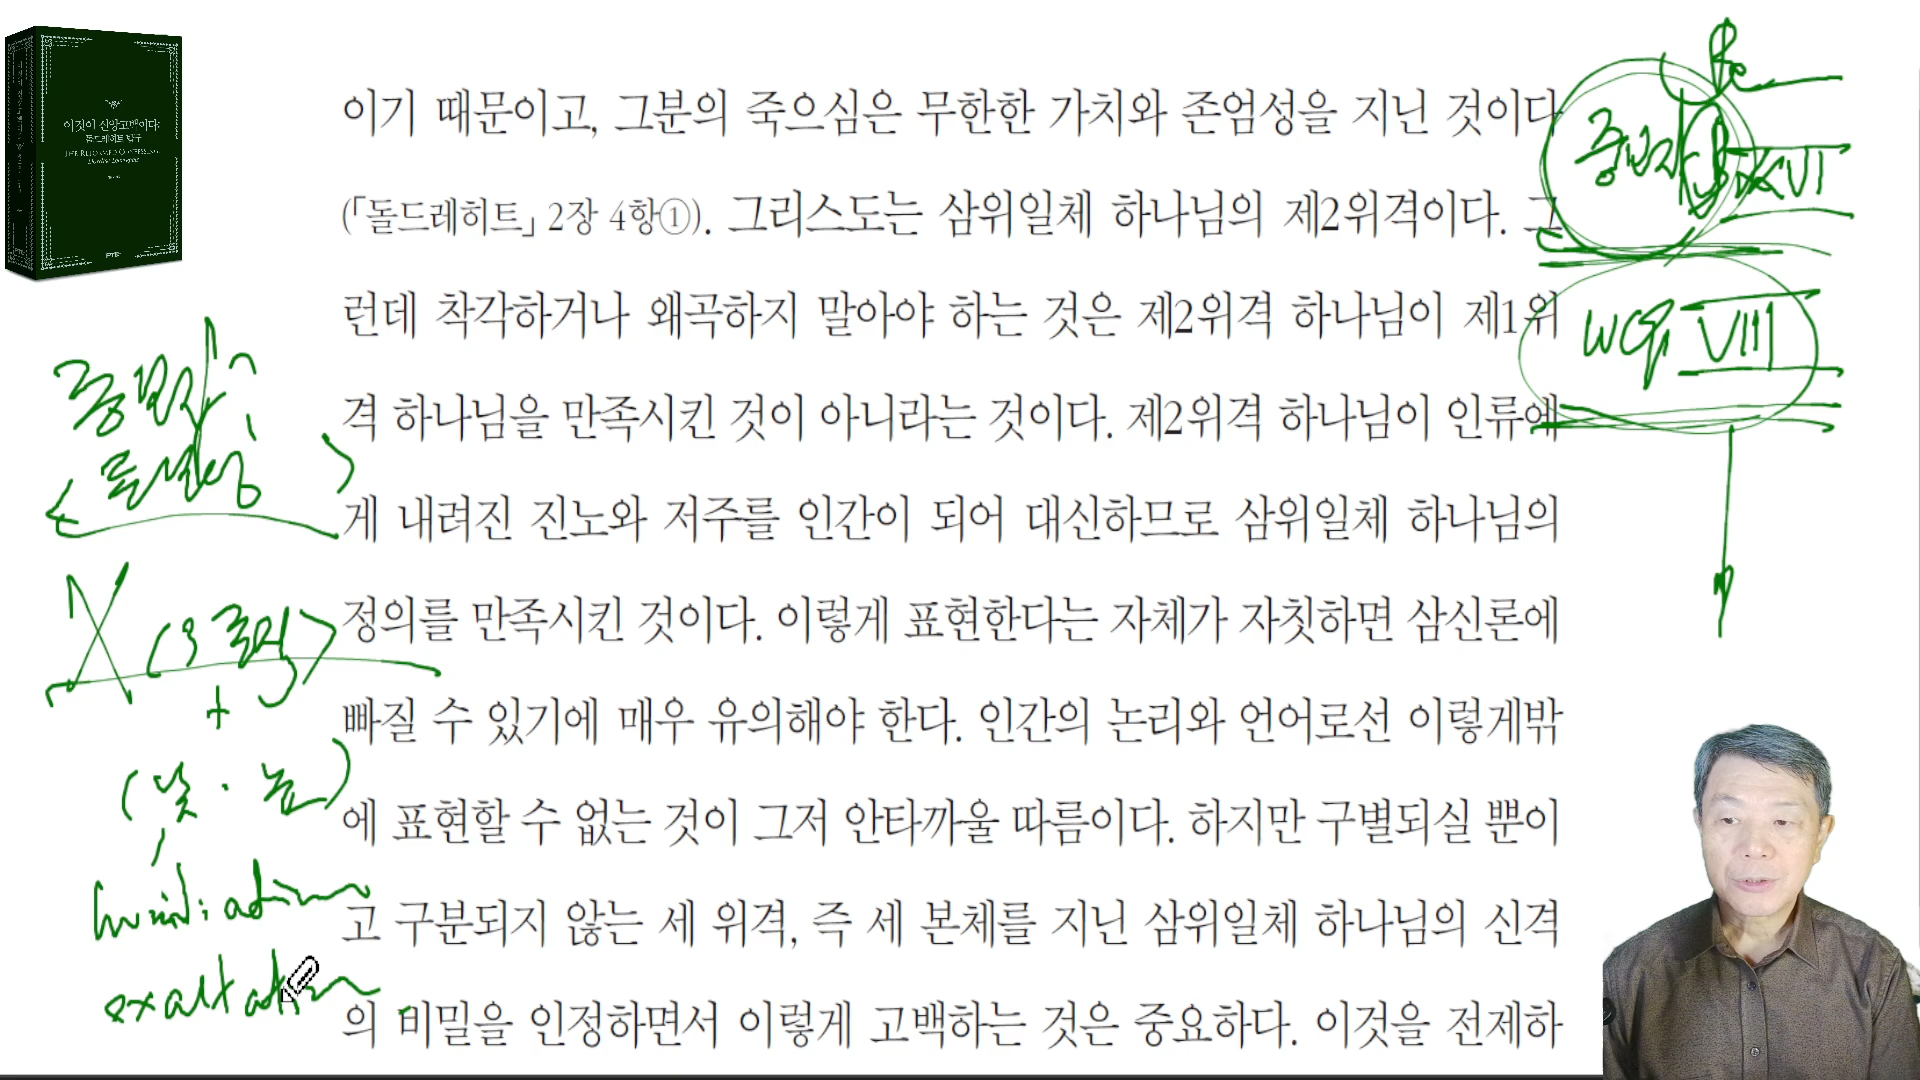 이것이 신앙고백이다:
이기 때문이고, 그분의 죽으심은 무한한 가치와 존엄성을 지닌 것이다
(「돌드레히트」 2장 4항①). 그리스도는 삼위일체 하나님의 제2위격이다. 그
런데 착각하거나 왜곡하지 말아야 하는 것은 제2위격 하나님이 제1위
격 하나님을 만족시킨 것이 아니라는 것이다. 제2위격 하나님이 인류에
게 내려진 진노와 저주를 인간이 되어 대신하므로 삼위일체 하나님의
정의를 만족시킨 것이다. 이렇게 표현한다는 자체가 자칫하면 삼신론에
빠질 수 있기에 매우 유의해야 한다. 인간의 논리와 언어로선 이렇게밖
에 표현할 수 없는 것이 그저 안타까울 따름이다. 하지만 구별되실 뿐이
고 구분되지 않는 세 위격, 즉 세 본체를 지닌 삼위일체 하나님의 신격
의 비밀을 인정하면서 이렇게 고백하는 것은 중요하다. 이것을 전제하
중보자
특별성
X
+
(낮 · 높)
exaltation
중보자
XVI
VIII